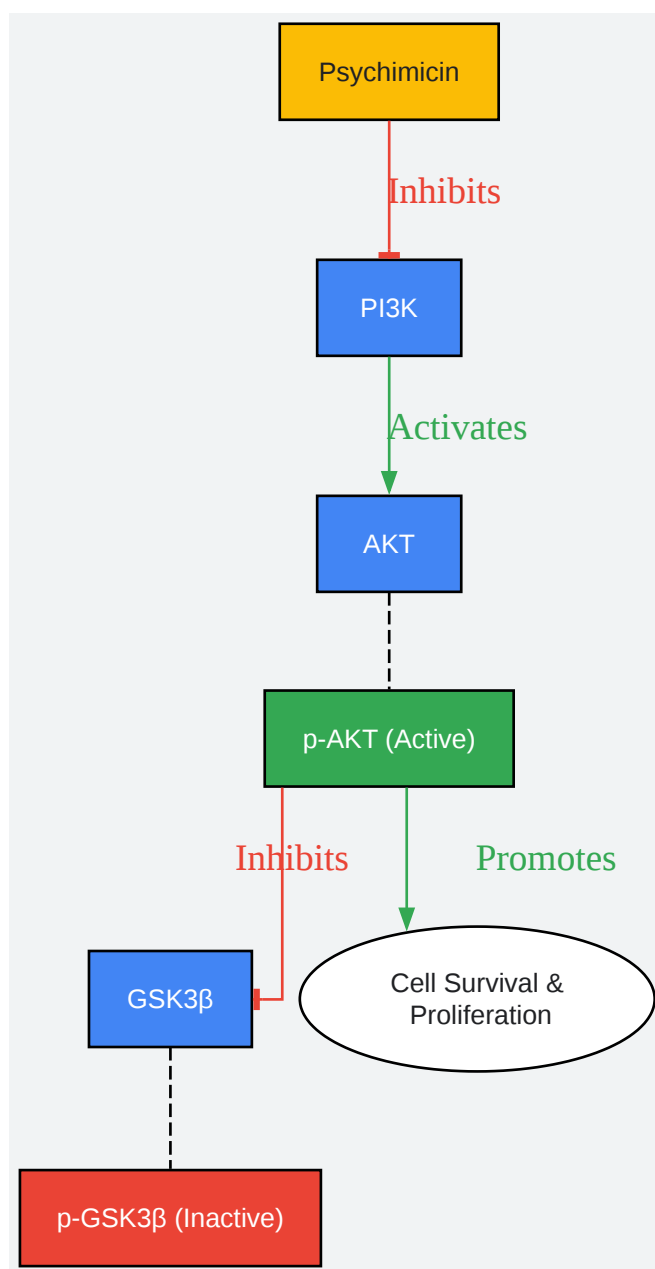 Psychimicin
Inhibits
PI3K
Activates
AKT
p-AKT (Active)
Inhibits
Promotes
GSK3β
Cell Survival &
Proliferation
p-GSK3β (Inactive)